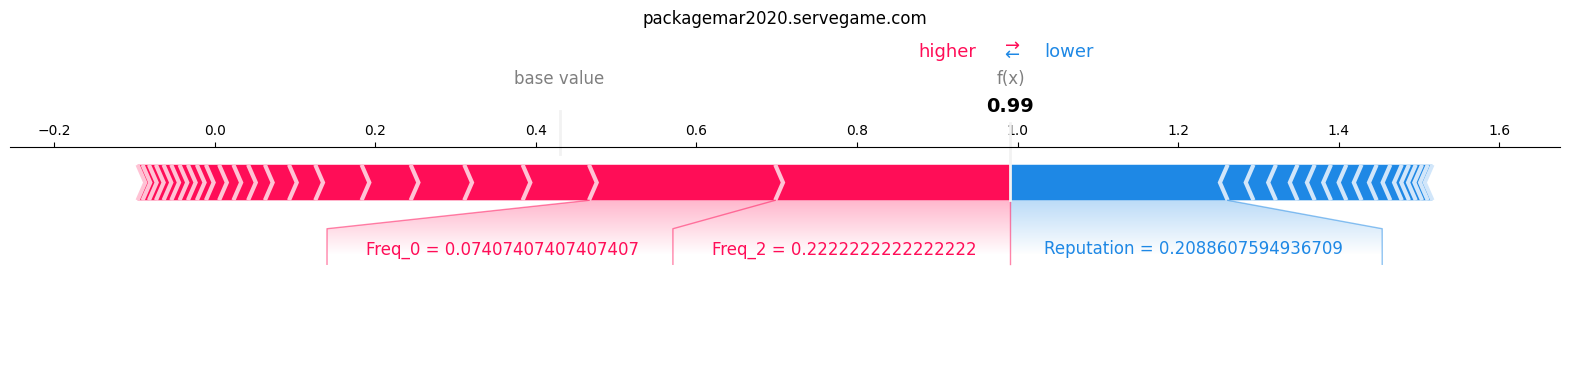 packagemar2020.servegame.com
higher ⇄ lower
base value f(x)
0.99
−0.2 0.0 0.2 0.4 0.6 0.8 1.0 1.2 1.4 1.6
Freq_0 = 0.07407407407407407 Freq_2 = 0.2222222222222222 Reputation = 0.2088607594936709